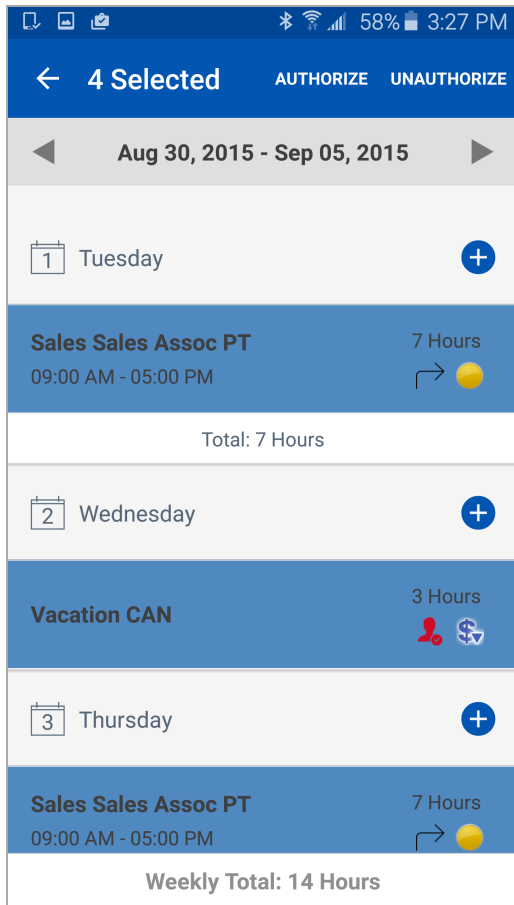 58% 3:27 PM
4 Selected AUTHORIZE UNAUTHORIZE
Aug 30, 2015 - Sep 05, 2015
1 Tuesday
Sales Sales Assoc PT 7 Hours
09:00 AM - 05:00 PM
Total: 7 Hours
2 Wednesday
Vacation CAN 3 Hours
3 Thursday
Sales Sales Assoc PT 7 Hours
09:00 AM - 05:00 PM
Weekly Total: 14 Hours